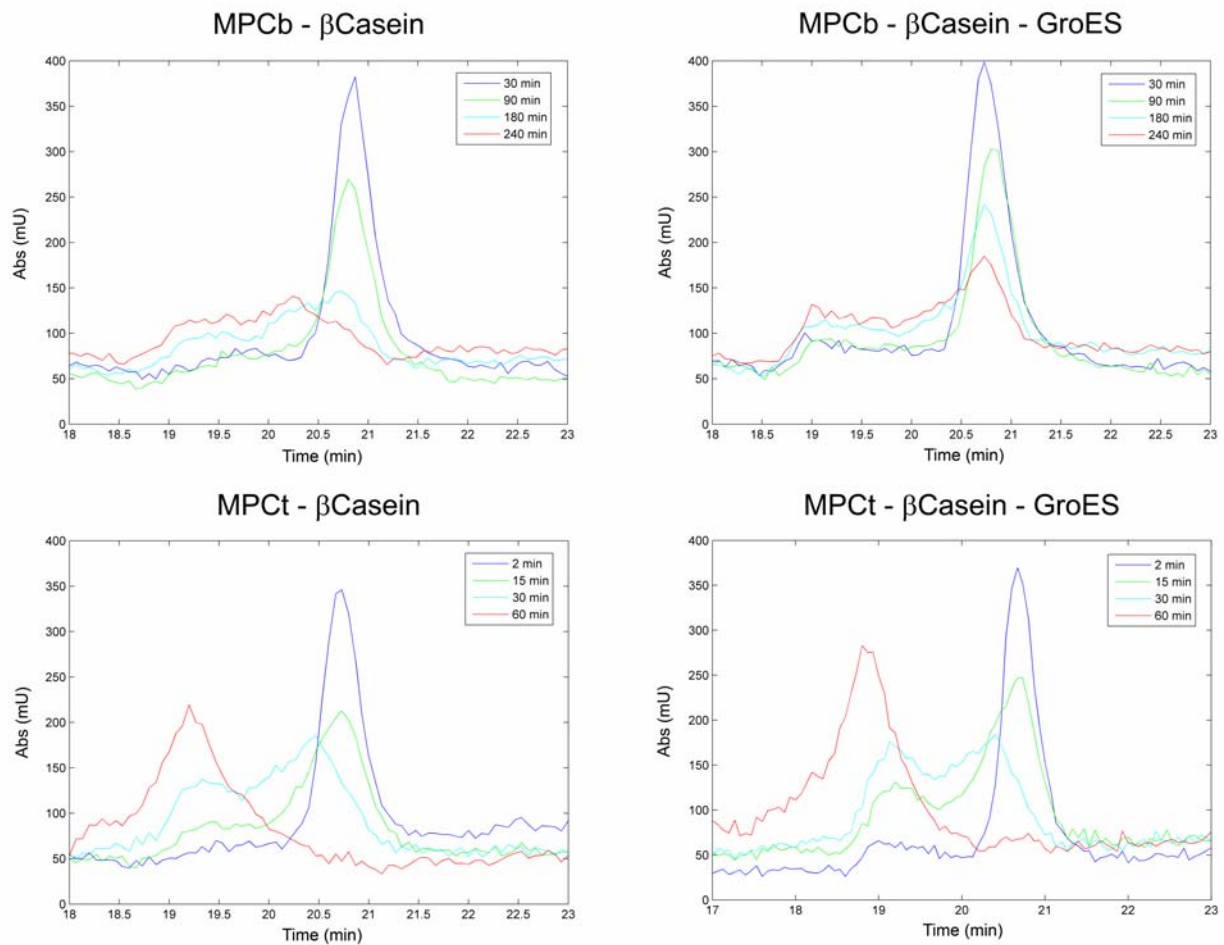 MPCb - βCasein
400
350
300
250
200
150
100
50
0
Abs (mU)
30 min
90 min
180 min
240 min
18
18.5
19
19.5
20
20.5
21
21.5
22
22.5
23
Time (min)
MPCb - βCasein - GroES
400
350
300
250
200
150
100
50
0
Abs (mU)
30 min
90 min
180 min
240 min
18
18.5
19
19.5
20
20.5
21
21.5
22
22.5
23
Time (min)
MPCt - βCasein
400
350
300
250
200
150
100
50
0
Abs (mU)
2 min
15 min
30 min
60 min
18
18.5
19
19.5
20
20.5
21
21.5
22
22.5
23
Time (min)
MPCt - βCasein - GroES
400
350
300
250
200
150
100
50
0
Abs (mU)
2 min
15 min
30 min
60 min
17
18
19
20
21
22
23
Time (min)